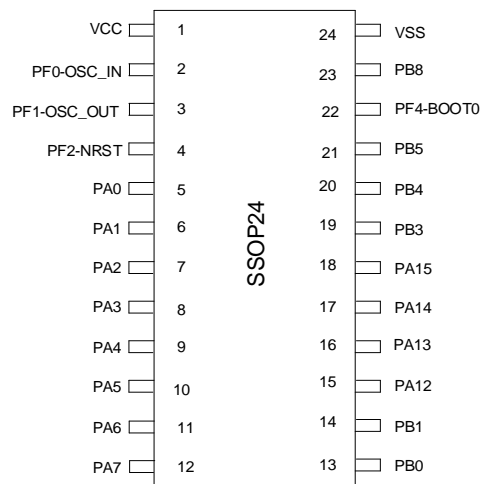 VCC 1 24 VSS
PF0-OSC_IN 2 23 PB8
PF1-OSC_OUT 3 22 PF4-BOOT0
PF2-NRST 4 21 PB5
PA0 5 20 PB4
PA1 6 19 PB3
PA2 7 18 PA15
PA3 8 17 PA14
PA4 9 16 PA13
PA5 10 15 PA12
PA6 11 14 PB1
PA7 12 13 PB0
SSOP24